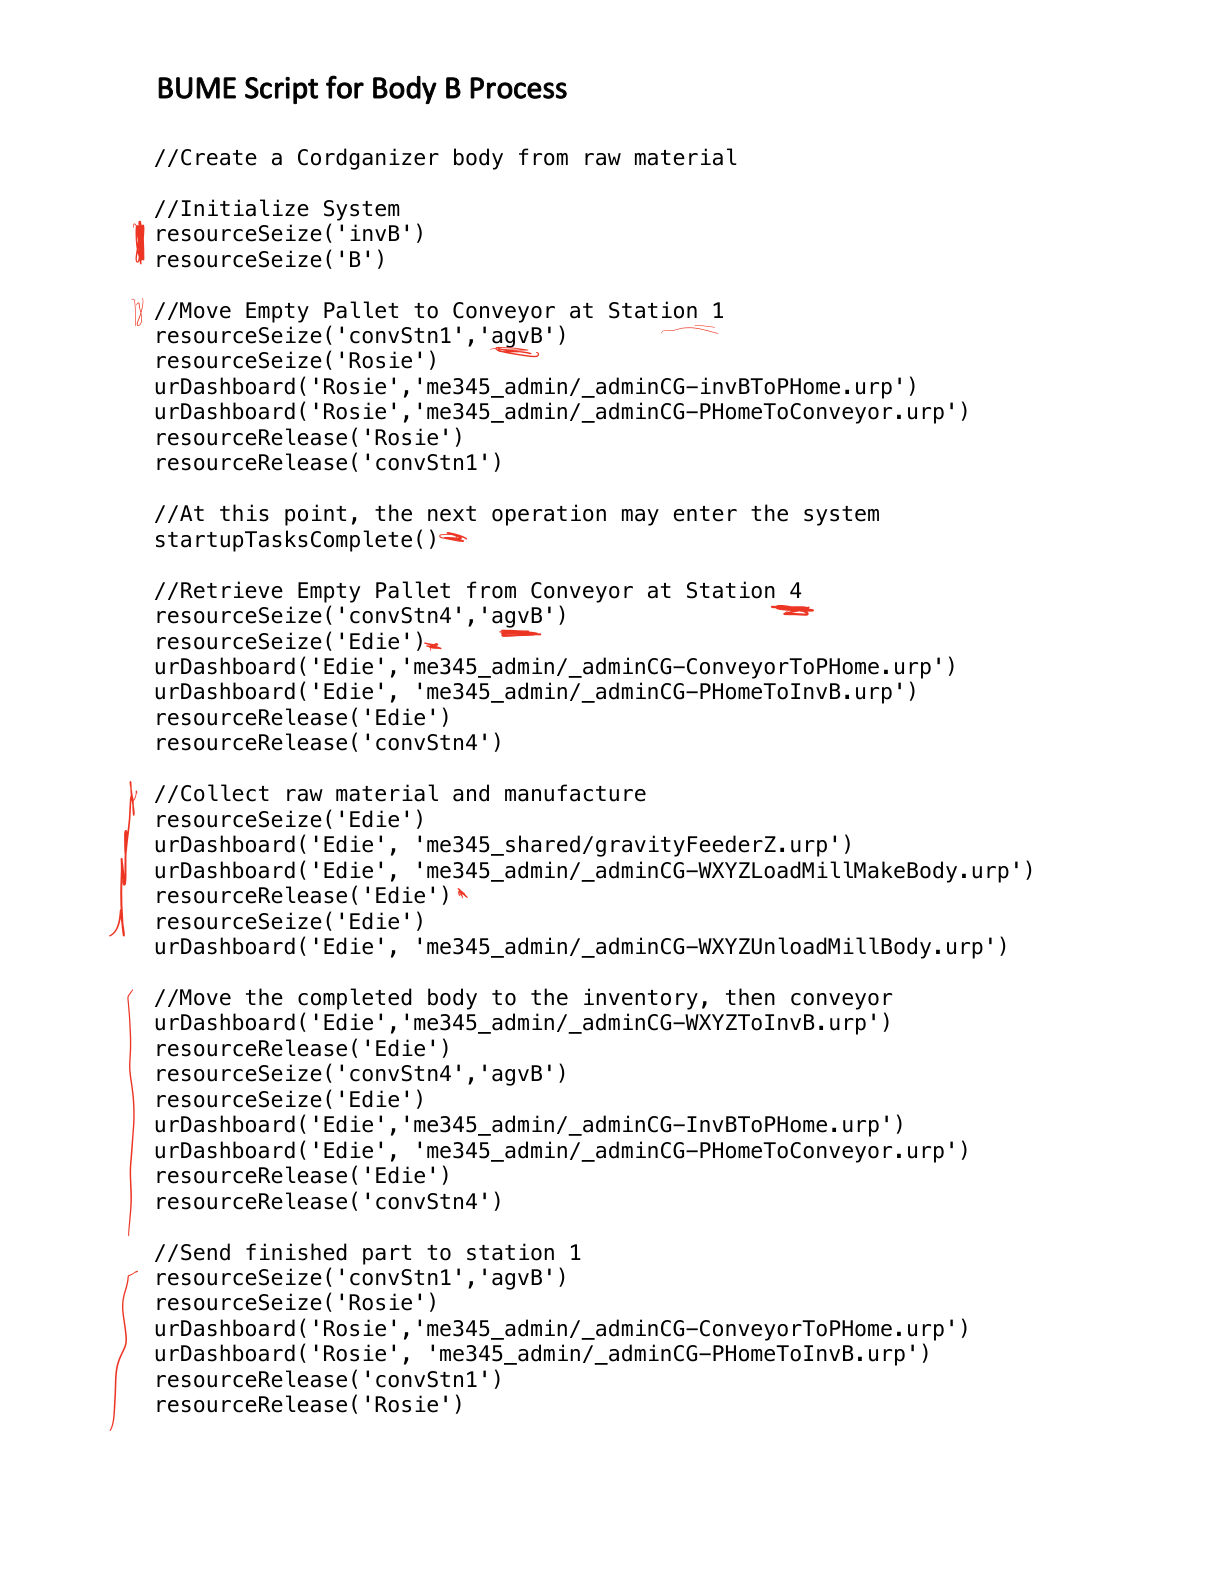 BUME Script for Body B Process
//Create a Cordganizer body from raw material
//Initialize System
resourceSeize('invB')
resourceSeize('B')
//Move Empty Pallet to Conveyor at Station 1
resourceSeize('convStn1','agvB')
resourceSeize('Rosie')
urDashboard('Rosie','me345_admin/_adminCG-invBToPHome.urp')
urDashboard('Rosie','me345_admin/_adminCG-PHomeToConveyor.urp')
resourceRelease('Rosie')
resourceRelease('convStn1')
//At this point, the next operation may enter the system
startupTasksComplete()
//Retrieve Empty Pallet from Conveyor at Station 4
resourceSeize('convStn4','agvB')
resourceSeize('Edie')
urDashboard('Edie','me345_admin/_adminCG-ConveyorToPHome.urp')
urDashboard('Edie', 'me345_admin/_adminCG-PHomeToInvB.urp')
resourceRelease('Edie')
resourceRelease('convStn4')
//Collect raw material and manufacture
resourceSeize('Edie')
urDashboard('Edie', 'me345_shared/gravityFeederZ.urp')
urDashboard('Edie', 'me345_admin/_adminCG-WXYZLoadMillMakeBody.urp')
resourceRelease('Edie')
resourceSeize('Edie')
urDashboard('Edie', 'me345_admin/_adminCG-WXYZUnloadMillBody.urp')
//Move the completed body to the inventory, then conveyor
urDashboard('Edie','me345_admin/_adminCG-WXYZToInvB.urp')
resourceRelease('Edie')
resourceSeize('convStn4','agvB')
resourceSeize('Edie')
urDashboard('Edie','me345_admin/_adminCG-InvBToPHome.urp')
urDashboard('Edie', 'me345_admin/_adminCG-PHomeToConveyor.urp')
resourceRelease('Edie')
resourceRelease('convStn4')
//Send finished part to station 1
resourceSeize('convStn1','agvB')
resourceSeize('Rosie')
urDashboard('Rosie','me345_admin/_adminCG-ConveyorToPHome.urp')
urDashboard('Rosie', 'me345_admin/_adminCG-PHomeToInvB.urp')
resourceRelease('convStn1')
resourceRelease('Rosie')